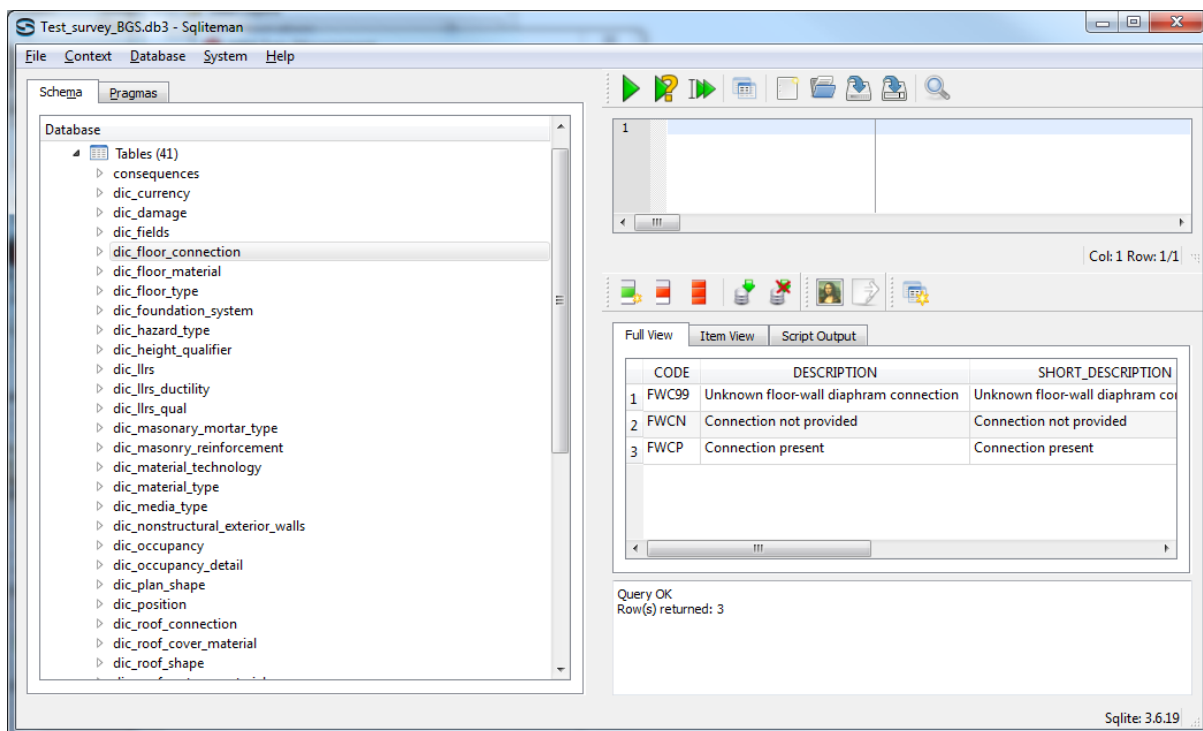 Test_survey_BGS.db3 - Sqliteman
File Context Database System Help
Schema Pragmas
Database
Tables (41)
consequences
dic_currency
dic_damage
dic_fields
dic_floor_connection
dic_floor_material
dic_floor_type
dic_foundation_system
dic_hazard_type
dic_height_qualifier
dic_llrs
dic_llrs_ductility
dic_llrs_qual
dic_masonary_mortar_type
dic_masonry_reinforcement
dic_material_technology
dic_material_type
dic_media_type
dic_nonstructural_exterior_walls
dic_occupancy
dic_occupancy_detail
dic_plan_shape
dic_position
dic_roof_connection
dic_roof_cover_material
dic_roof_shape
1
Col: 1 Row: 1/1
Full View Item View Script Output
CODE DESCRIPTION SHORT_DESCRIPTION
1 FWC99 Unknown floor-wall diaphram connection Unknown floor-wall diaphram
2 FWCN Connection not provided Connection not provided
3 FWCP Connection present Connection present
Query OK
Row(s) returned: 3
Sqlite: 3.6.19